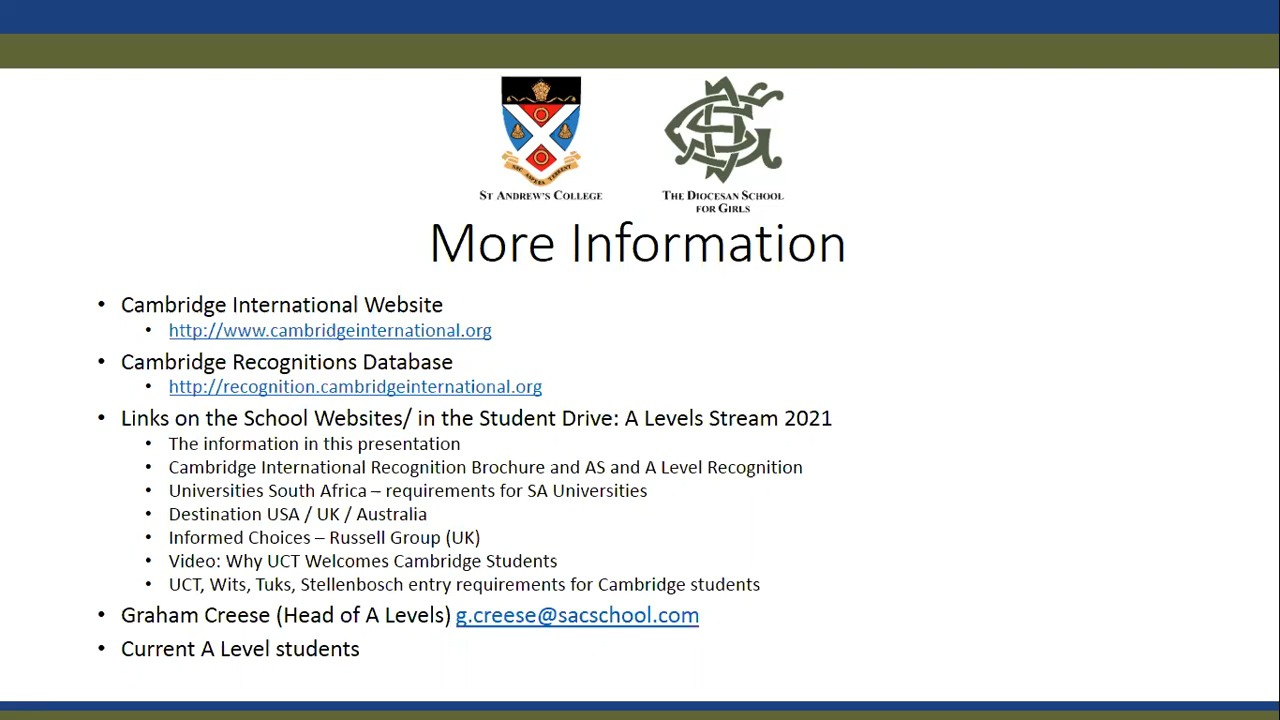 NEC ASPERA TERRENT
ST ANDREW'S COLLEGE
THE DIOCESAN SCHOOL
FOR GIRLS
More Information
• Cambridge International Website
• http://www.cambridgeinternational.org
• Cambridge Recognitions Database
• http://recognition.cambridgeinternational.org
• Links on the School Websites/ in the Student Drive: A Levels Stream 2021
• The information in this presentation
• Cambridge International Recognition Brochure and AS and A Level Recognition
• Universities South Africa – requirements for SA Universities
• Destination USA / UK / Australia
• Informed Choices – Russell Group (UK)
• Video: Why UCT Welcomes Cambridge Students
• UCT, Wits, Tuks, Stellenbosch entry requirements for Cambridge students
• Graham Creese (Head of A Levels) g.creese@sacschool.com
• Current A Level students